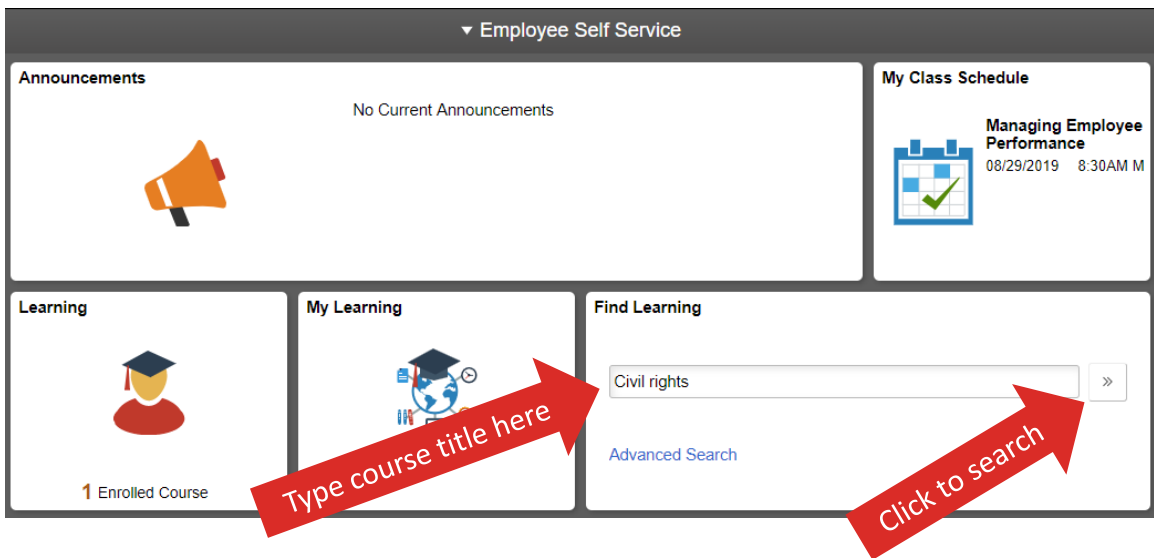 Employee Self Service
Announcements
No Current Announcements
My Class Schedule
Managing Employee
Performance
08/29/2019 8:30AM M
Learning
1 Enrolled Course
My Learning
Find Learning
Civil rights
»
Advanced Search
Type course title here
Click to search